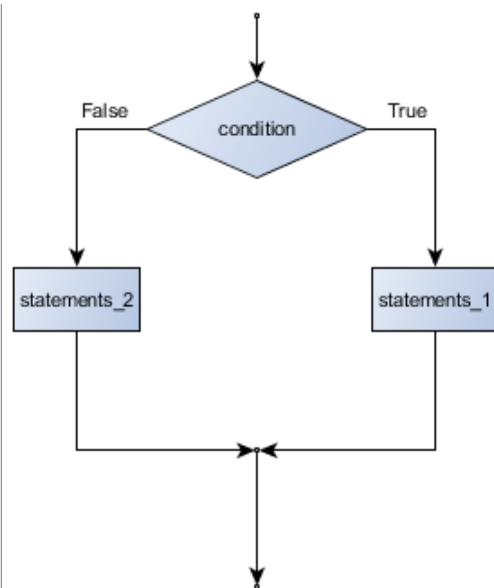 False
True
condition
statements_2
statements_1